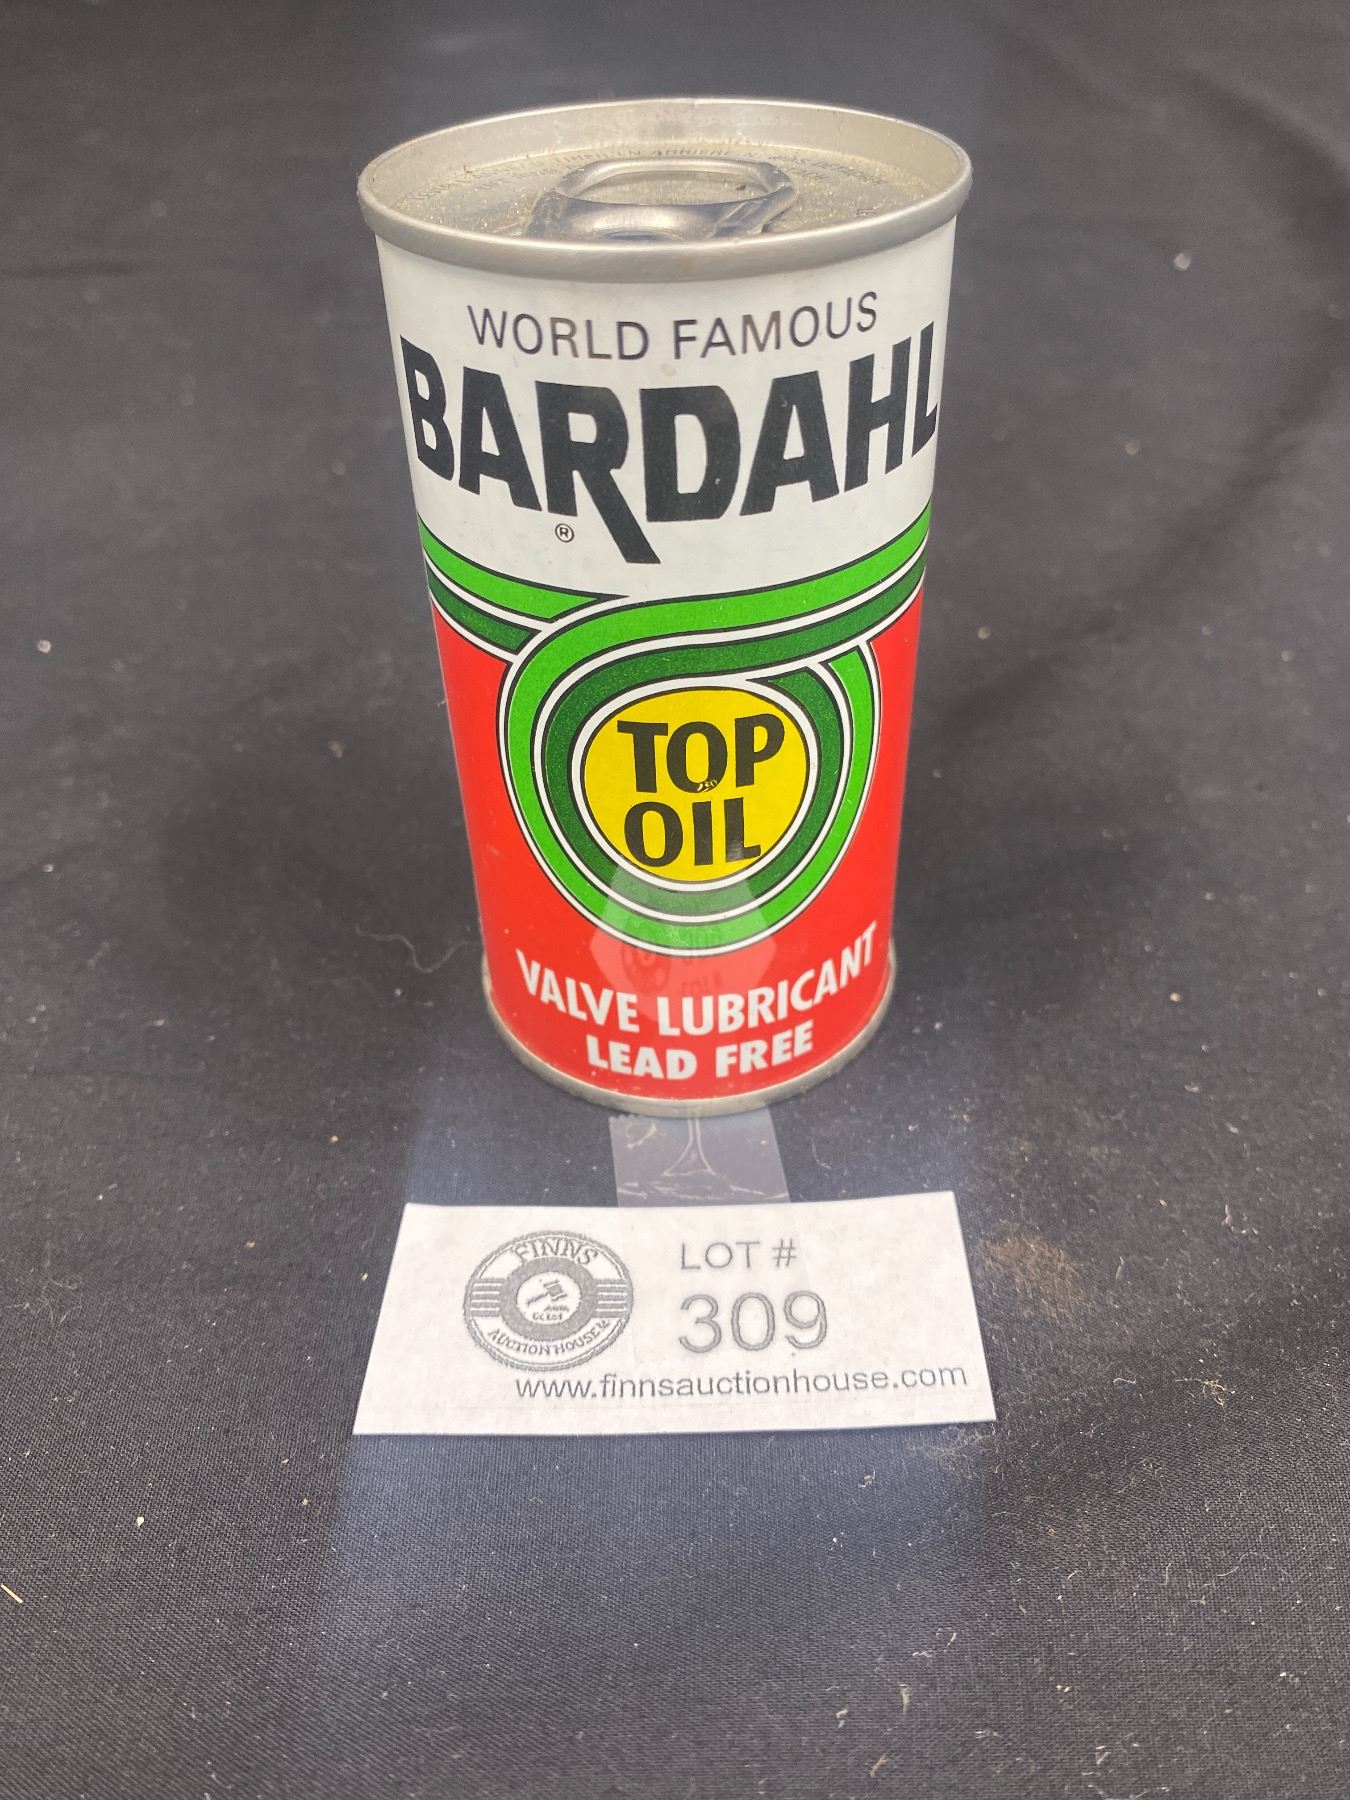 WORLD FAMOUS
BARDAHL
®
TOP
OIL
VALVE LUBRICANT
LEAD FREE
FINNS
AUCTION HOUSE
LOT #
309
www.finnsauctionhouse.com